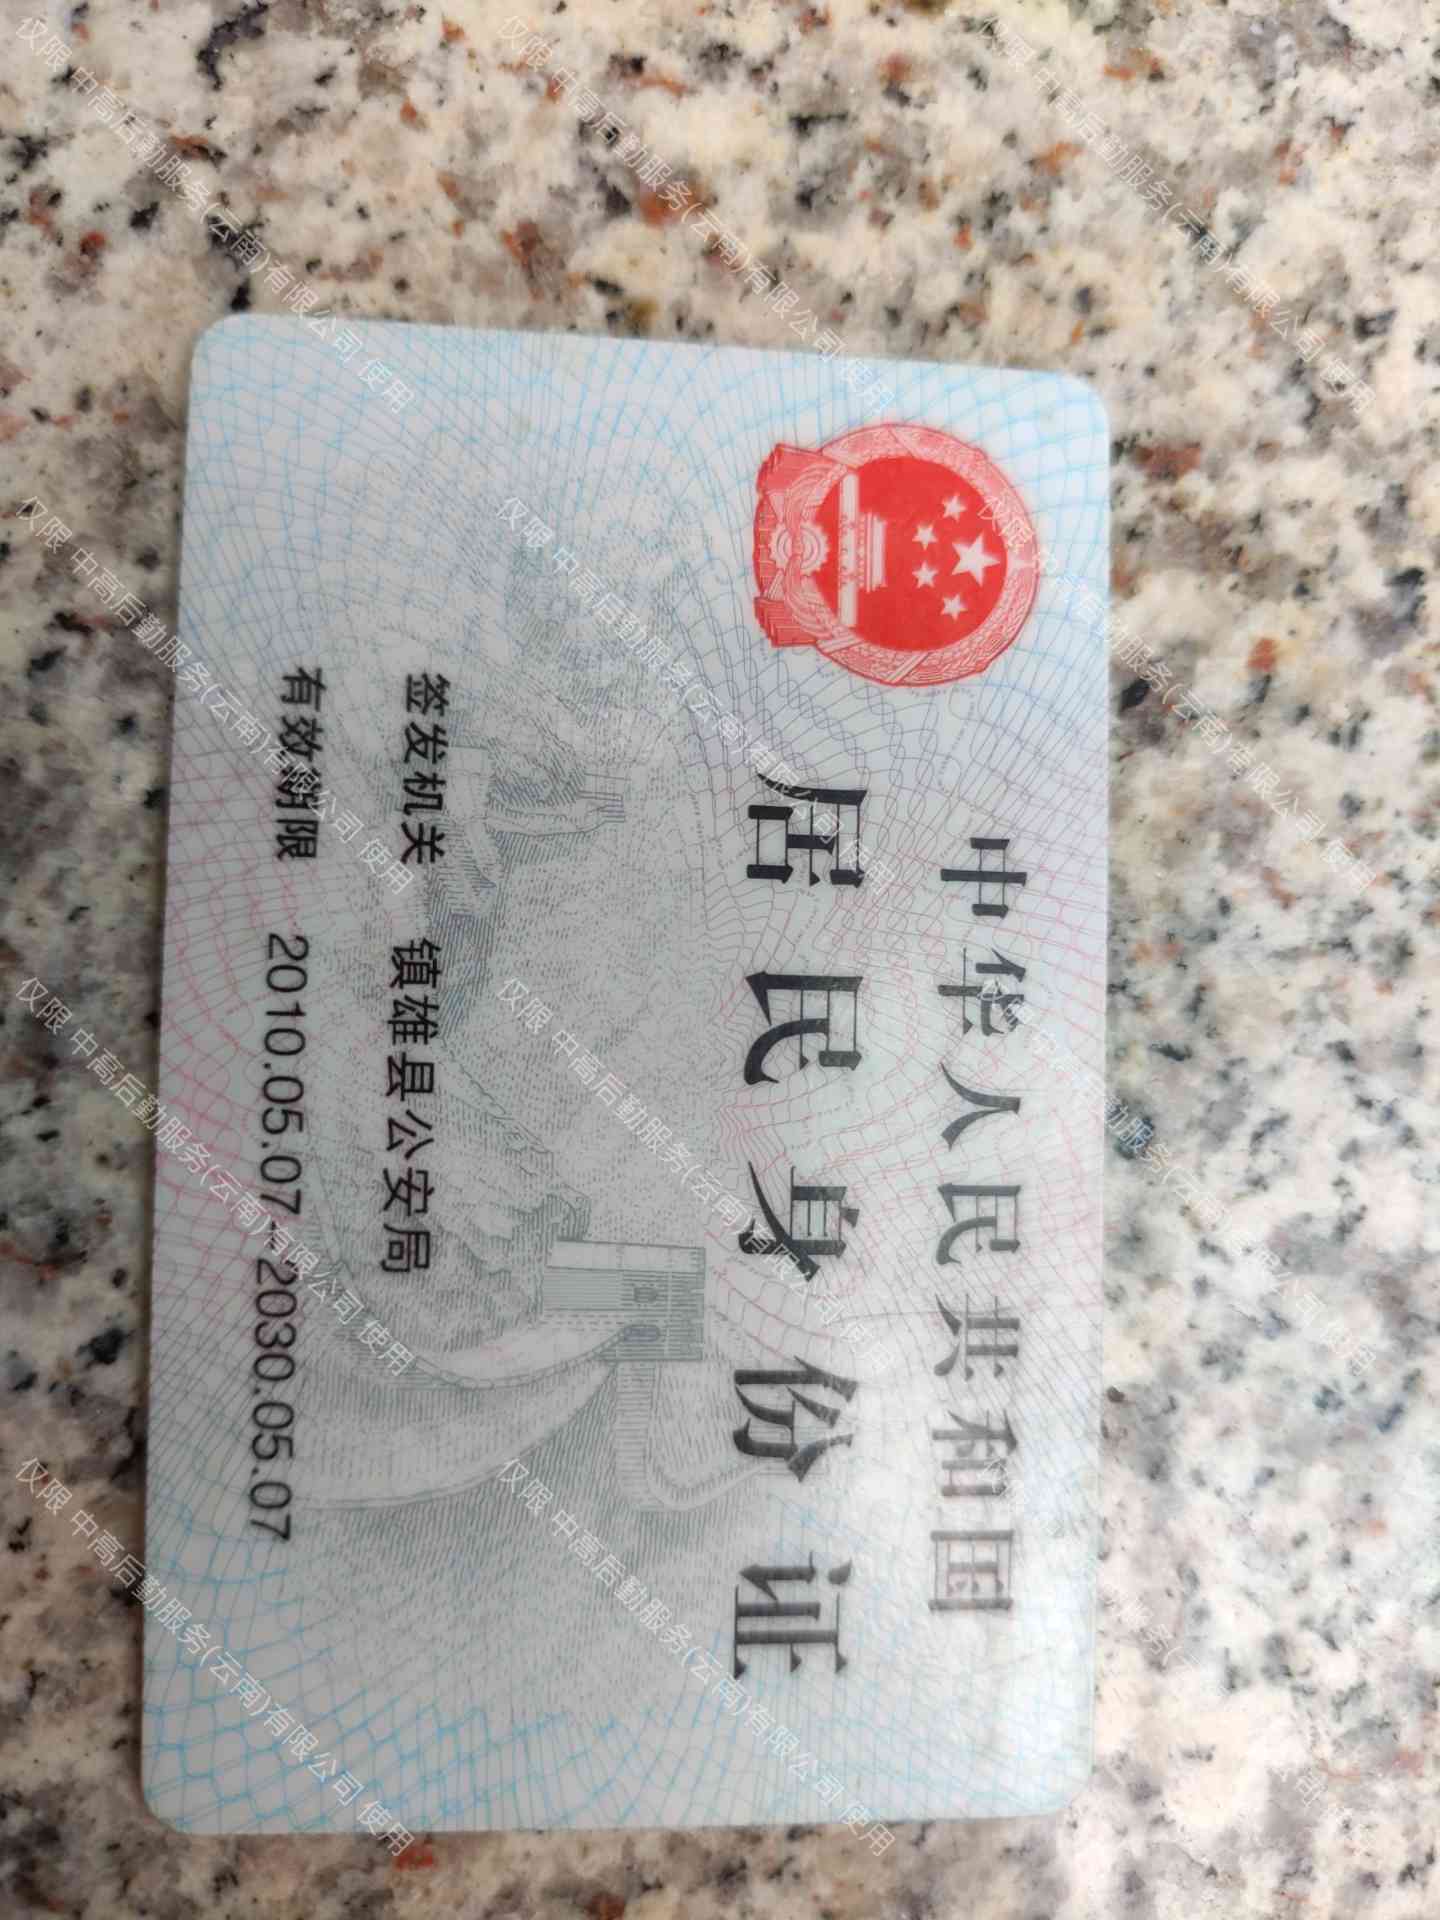 中华人民共和国
居民身份证
签发机关 镇雄县公安局
有效期限 2010.05.07-2030.05.07
仅限 中高后勤服务(云南)有限公司 使用